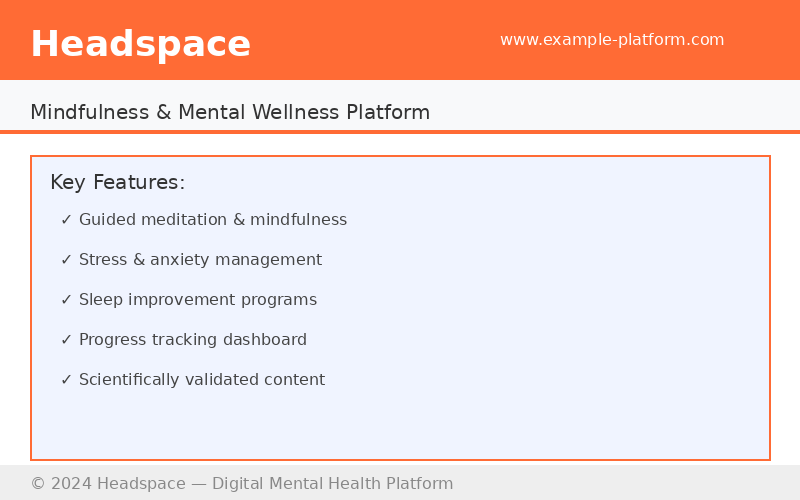 Headspace
www.example-platform.com
Mindfulness & Mental Wellness Platform
Key Features:
✓ Guided meditation & mindfulness
✓ Stress & anxiety management
✓ Sleep improvement programs
✓ Progress tracking dashboard
✓ Scientifically validated content
© 2024 Headspace — Digital Mental Health Platform